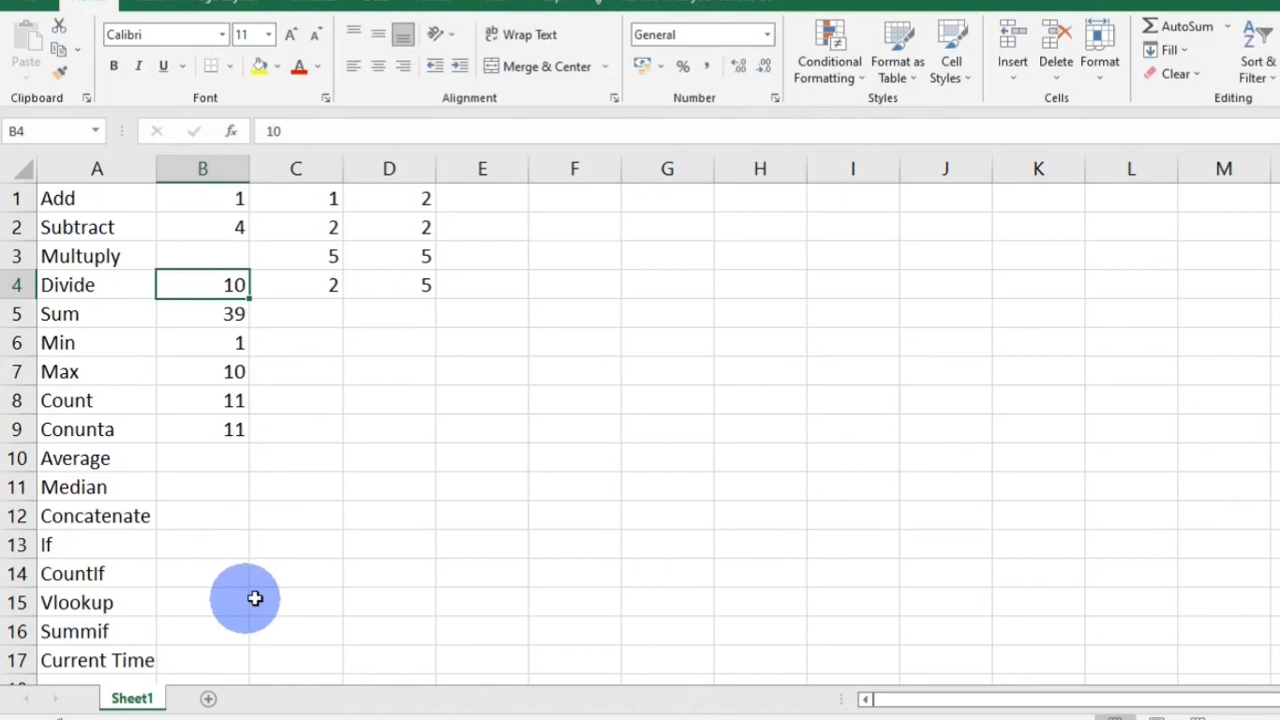 Calibri 11 Wrap Text General AutoSum
Paste B I U Merge & Center % Conditional Formatting Format as Table Cell Styles Insert Delete Format Fill Clear Sort & Filter
Clipboard Font Alignment Number Styles Cells Editing
B4 fx 10
A B C D E F G H I J K L M
1 Add 1 1 2
2 Subtract 4 2 2
3 Multuply 5 5
4 Divide 10 2 5
5 Sum 39
6 Min 1
7 Max 10
8 Count 11
9 Conunta 11
10 Average
11 Median
12 Concatenate
13 If
14 CountIf
15 Vlookup
16 Summif
17 Current Time
Sheet1